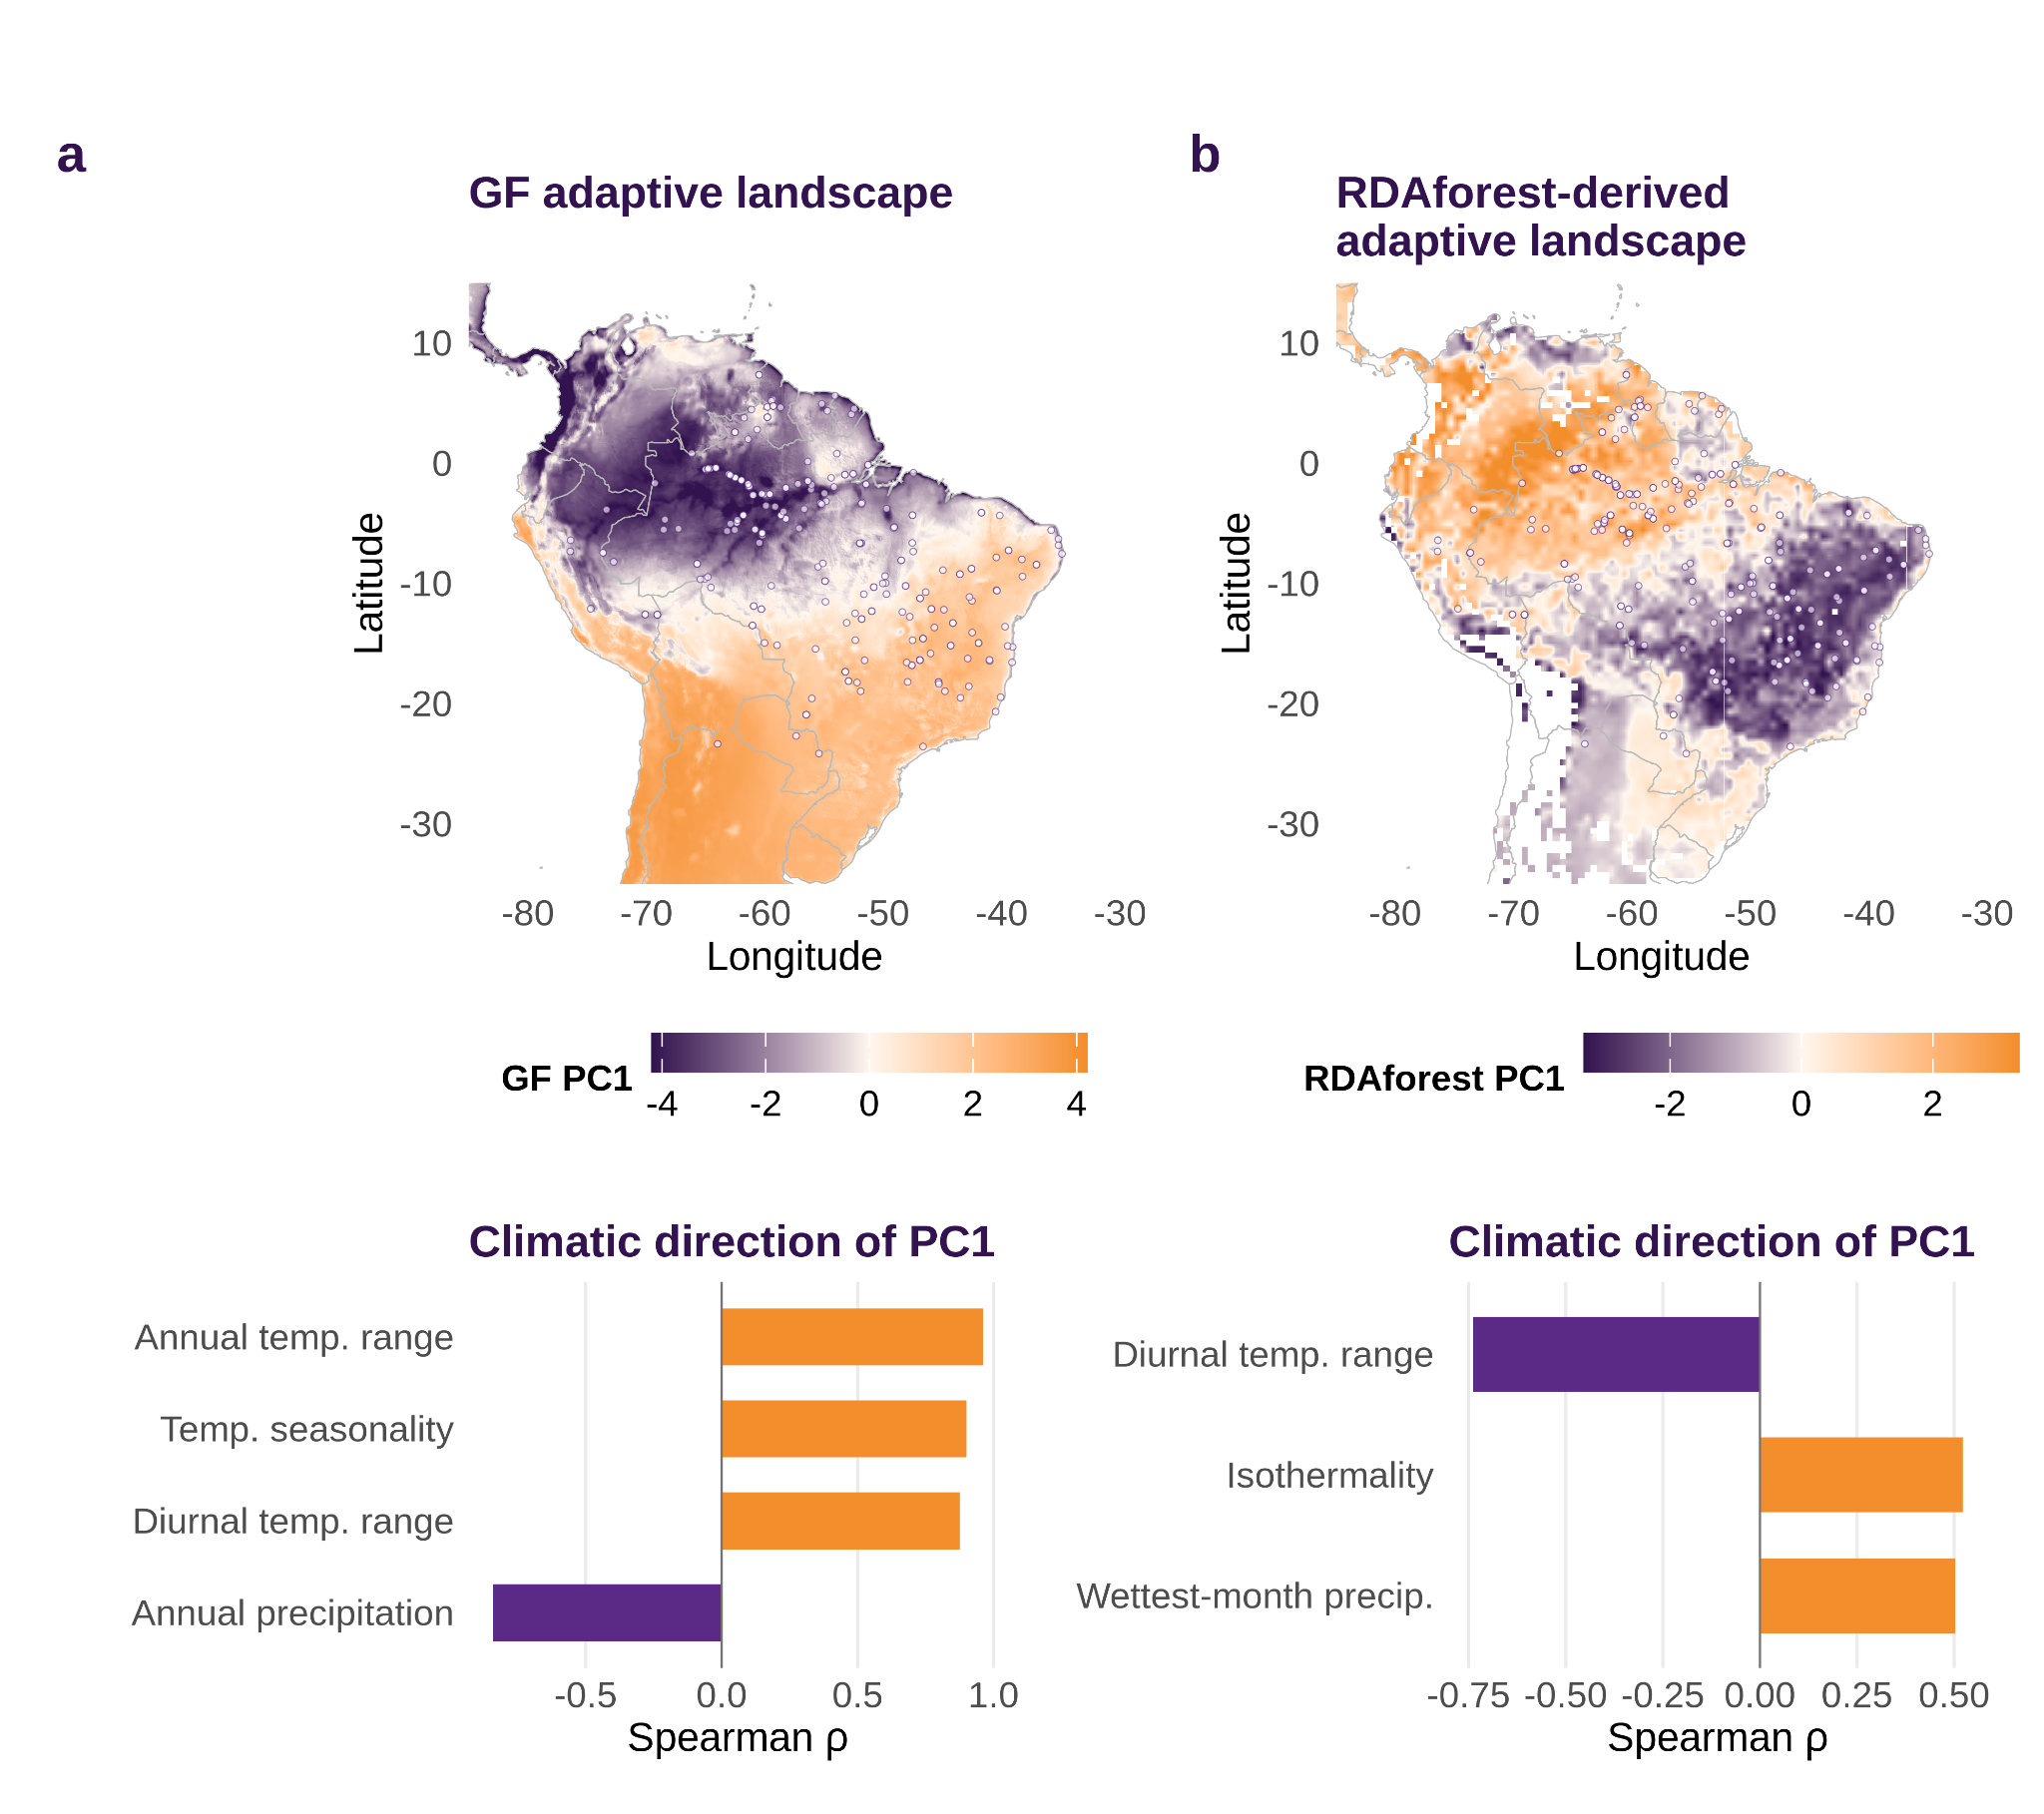 a
GF adaptive landscape
10
0
-10
-20
-30
Latitude
-80 -70 -60 -50 -40 -30
Longitude
GF PC1
-4 -2 0 2 4
b
RDAforest-derived
adaptive landscape
10
0
-10
-20
-30
Latitude
-80 -70 -60 -50 -40 -30
Longitude
RDAforest PC1
-2 0 2
Climatic direction of PC1
Annual temp. range
Temp. seasonality
Diurnal temp. range
Annual precipitation
-0.5 0.0 0.5 1.0
Spearman ρ
Climatic direction of PC1
Diurnal temp. range
Isothermality
Wettest-month precip.
-0.75 -0.50 -0.25 0.00 0.25 0.50
Spearman ρ